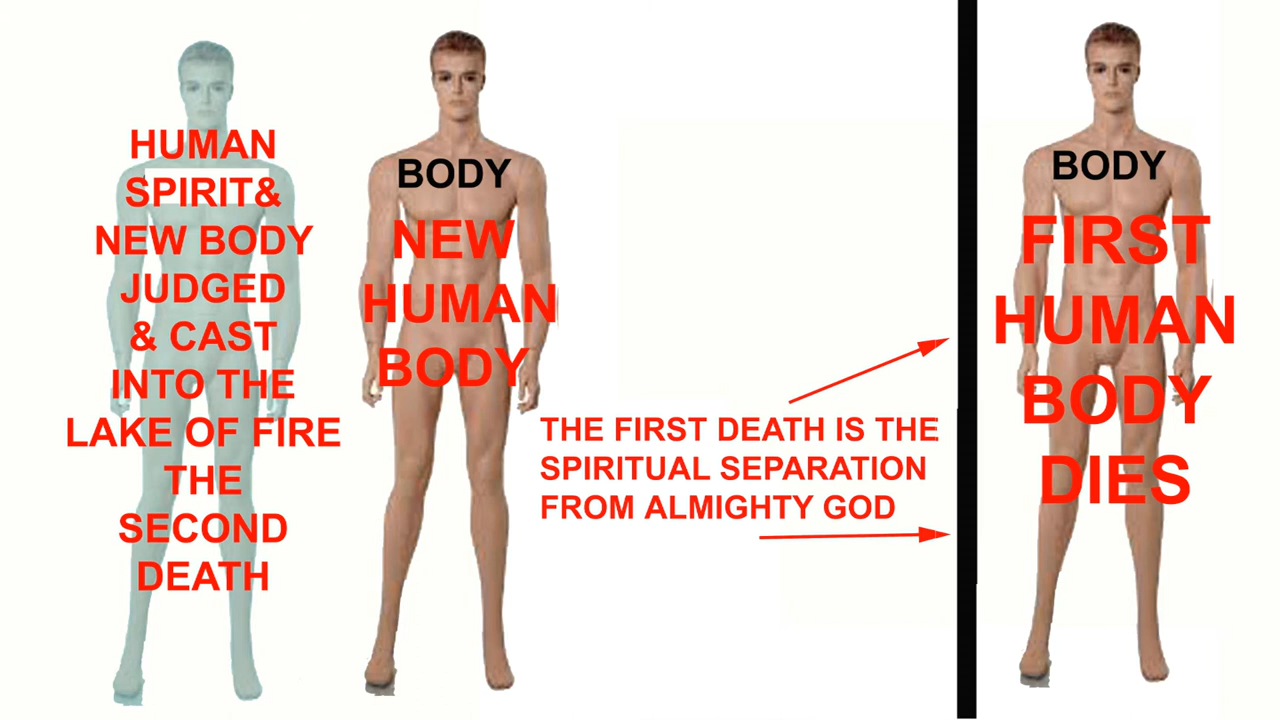 HUMAN
SPIRIT&
NEW BODY
JUDGED
& CAST
INTO THE
LAKE OF FIRE
THE
SECOND
DEATH
BODY
NEW
HUMAN
BODY
THE FIRST DEATH IS THE
SPIRITUAL SEPARATION
FROM ALMIGHTY GOD
BODY
FIRST
HUMAN
BODY
DIES